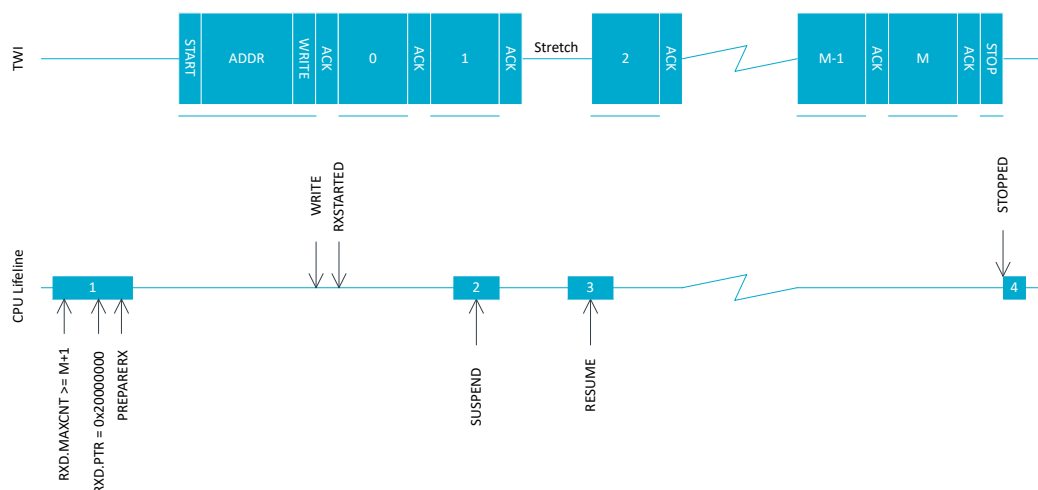 TWI
START
ADDR
WRITE
ACK
0
ACK
1
ACK
Stretch
2
ACK
M-1
ACK
M
ACK
STOP
CPU Lifeline
WRITE
RXSTARTED
STOPPED
1
2
3
4
RXD.MAXCNT >= M+1
RXD.PTR = 0x20000000
PREPARERX
SUSPEND
RESUME